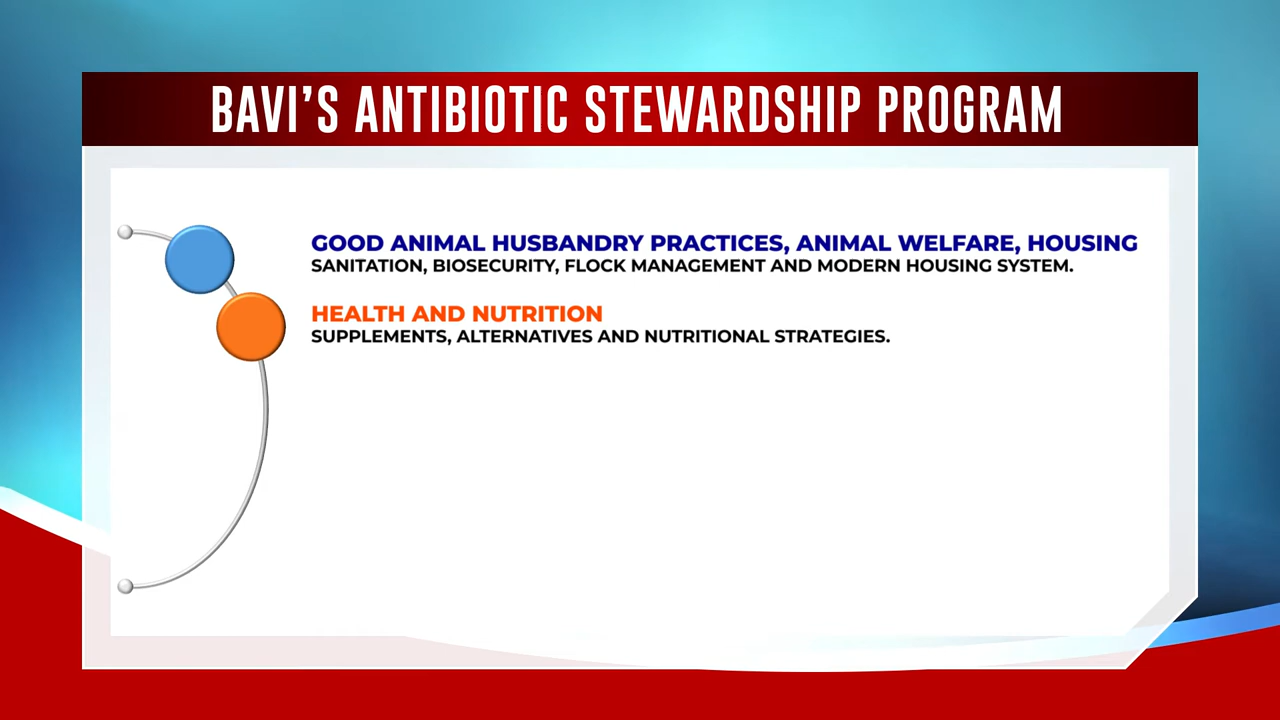 BAVI'S ANTIBIOTIC STEWARDSHIP PROGRAM
GOOD ANIMAL HUSBANDRY PRACTICES, ANIMAL WELFARE, HOUSING
SANITATION, BIOSECURITY, FLOCK MANAGEMENT AND MODERN HOUSING SYSTEM.
HEALTH AND NUTRITION
SUPPLEMENTS, ALTERNATIVES AND NUTRITIONAL STRATEGIES.